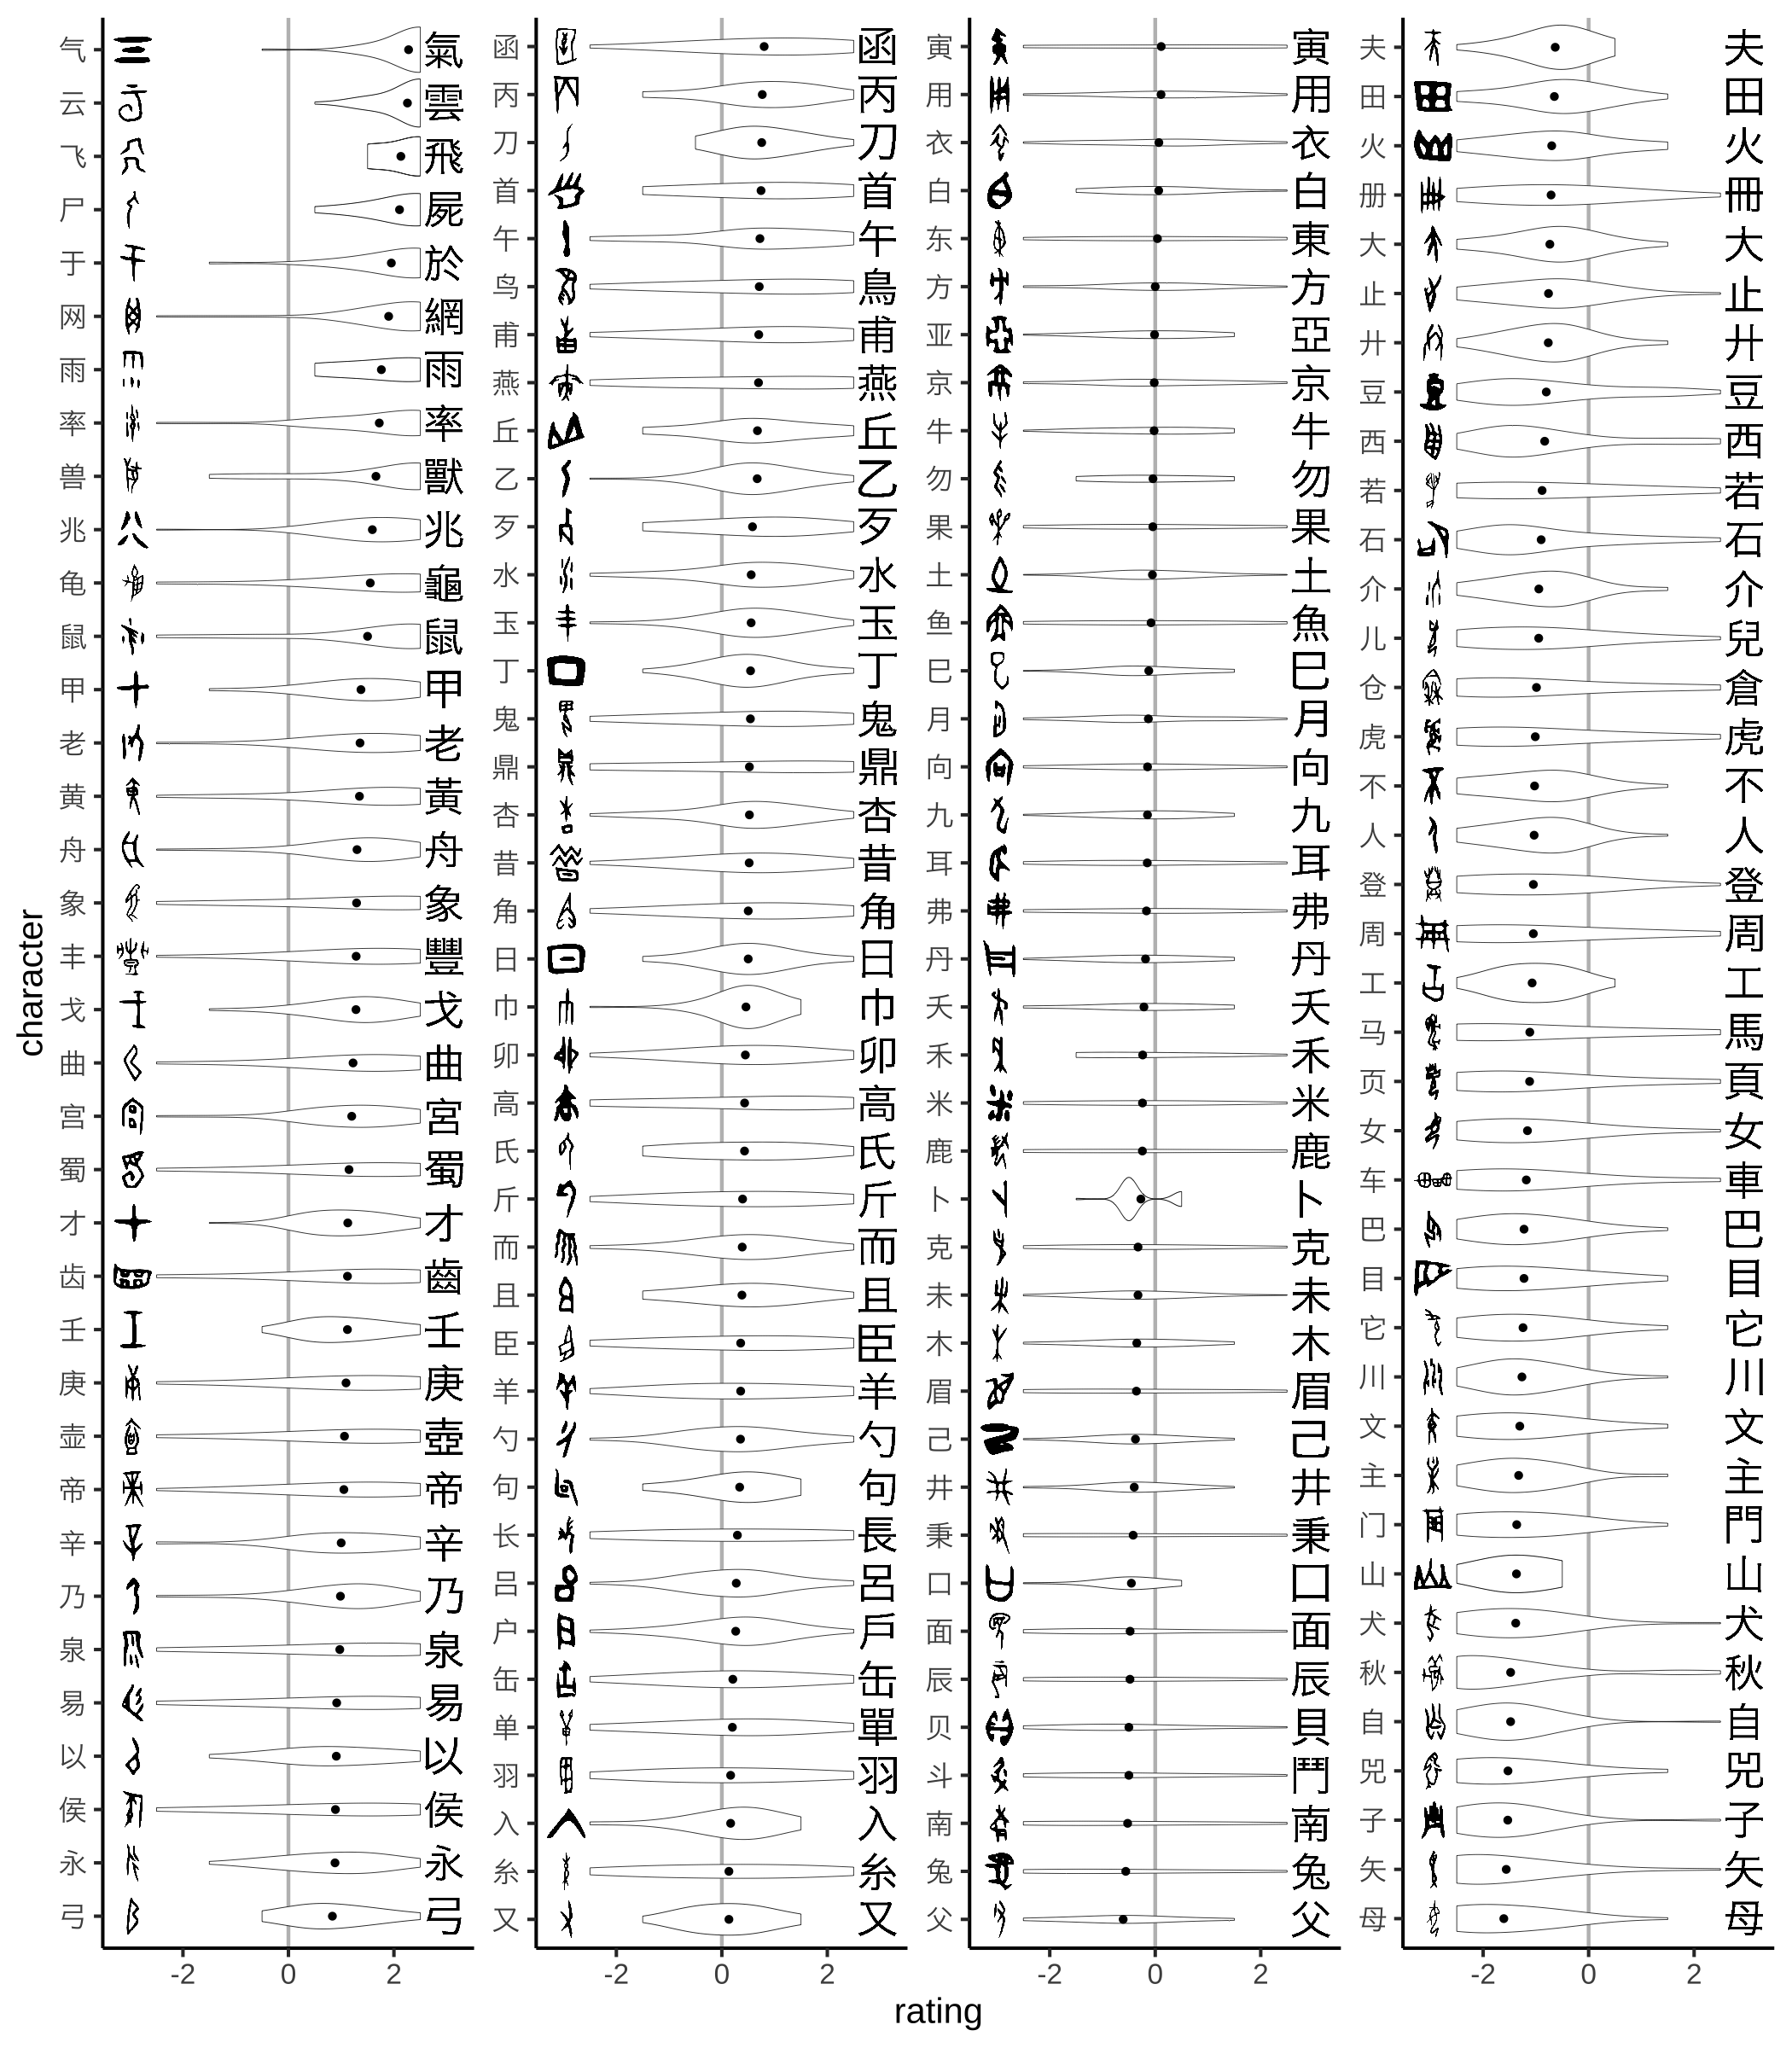 character
气 氣
云 雲
飞 飛
尸 屍
于 於
网 網
雨 雨
率 率
兽 獸
兆 兆
龟 龜
鼠 鼠
甲 甲
老 老
黄 黃
舟 舟
象 象
丰 豐
戈 戈
曲 曲
宫 宮
蜀 蜀
才 才
齿 齒
壬 壬
庚 庚
壶 壺
帝 帝
辛 辛
乃 乃
泉 泉
易 易
以 以
侯 侯
永 永
弓 弓
-2 0 2
函 函
丙 丙
刀 刀
首 首
午 午
鸟 鳥
甫 甫
燕 燕
丘 丘
乙 乙
歹 歹
水 水
玉 玉
丁 丁
鬼 鬼
鼎 鼎
杏 杏
昔 昔
角 角
日 日
巾 巾
卯 卯
高 高
氏 氏
斤 斤
而 而
且 且
臣 臣
羊 羊
勺 勺
句 句
长 長
吕 呂
户 戶
缶 缶
单 單
羽 羽
入 入
糸 糸
又 又
-2 0 2
寅 寅
用 用
衣 衣
白 白
东 東
方 方
亚 亞
京 京
牛 牛
勿 勿
果 果
土 土
鱼 魚
巳 巳
月 月
向 向
九 九
耳 耳
弗 弗
丹 丹
夭 夭
禾 禾
米 米
鹿 鹿
卜 卜
克 克
未 未
木 木
眉 眉
己 己
井 井
秉 秉
口 口
面 面
辰 辰
贝 貝
斗 鬥
南 南
兔 兔
父 父
-2 0 2
夫 夫
田 田
火 火
册 冊
大 大
止 止
廾 廾
豆 豆
西 西
若 若
石 石
介 介
儿 兒
仓 倉
虎 虎
不 不
人 人
登 登
周 周
工 工
马 馬
页 頁
女 女
车 車
巴 巴
目 目
它 它
川 川
文 文
主 主
门 門
山 山
犬 犬
秋 秋
自 自
兕 兕
子 子
矢 矢
母 母
-2 0 2
rating